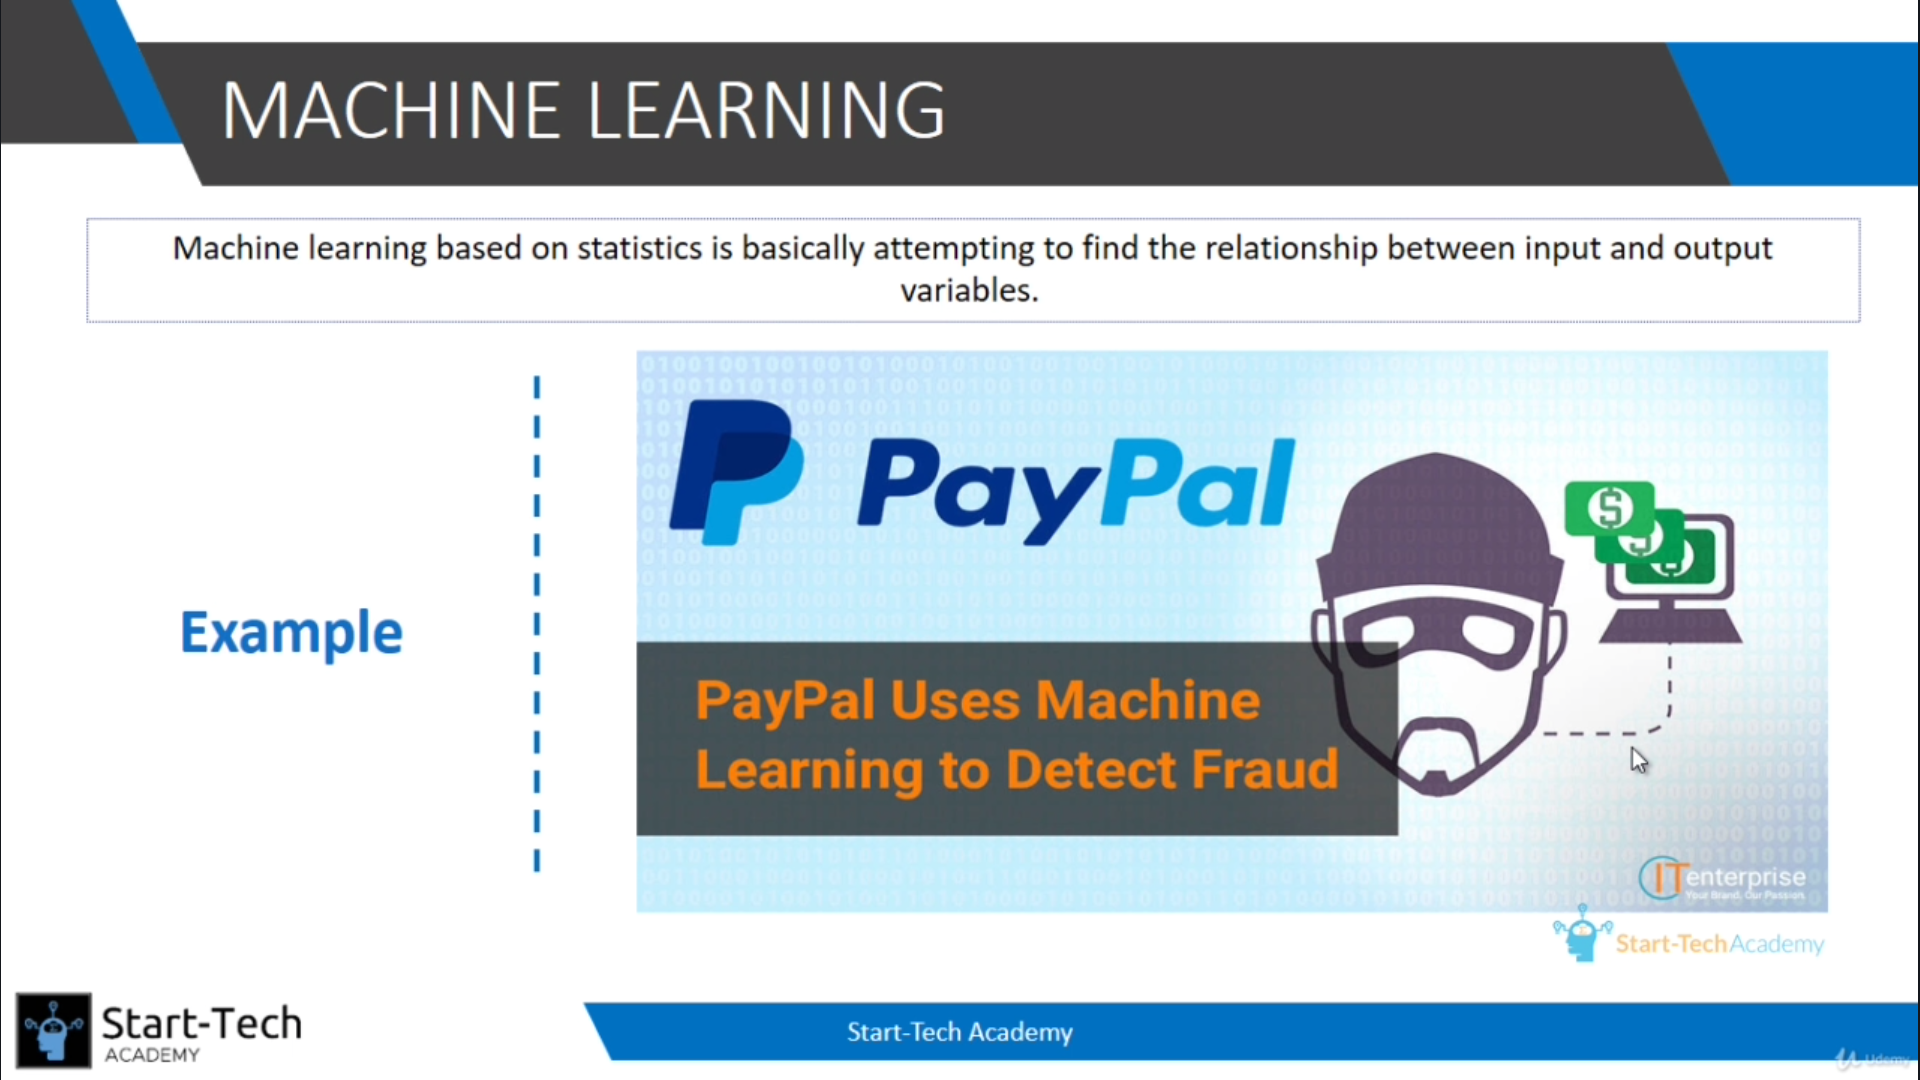 MACHINE LEARNING
Machine learning based on statistics is basically attempting to find the relationship between input and output
variables.
Example
PayPal
PayPal Uses Machine
Learning to Detect Fraud
ITenterprise
Your Brand, Our Passion
Start-TechAcademy
Start-Tech
ACADEMY
Start-Tech Academy
Udemy